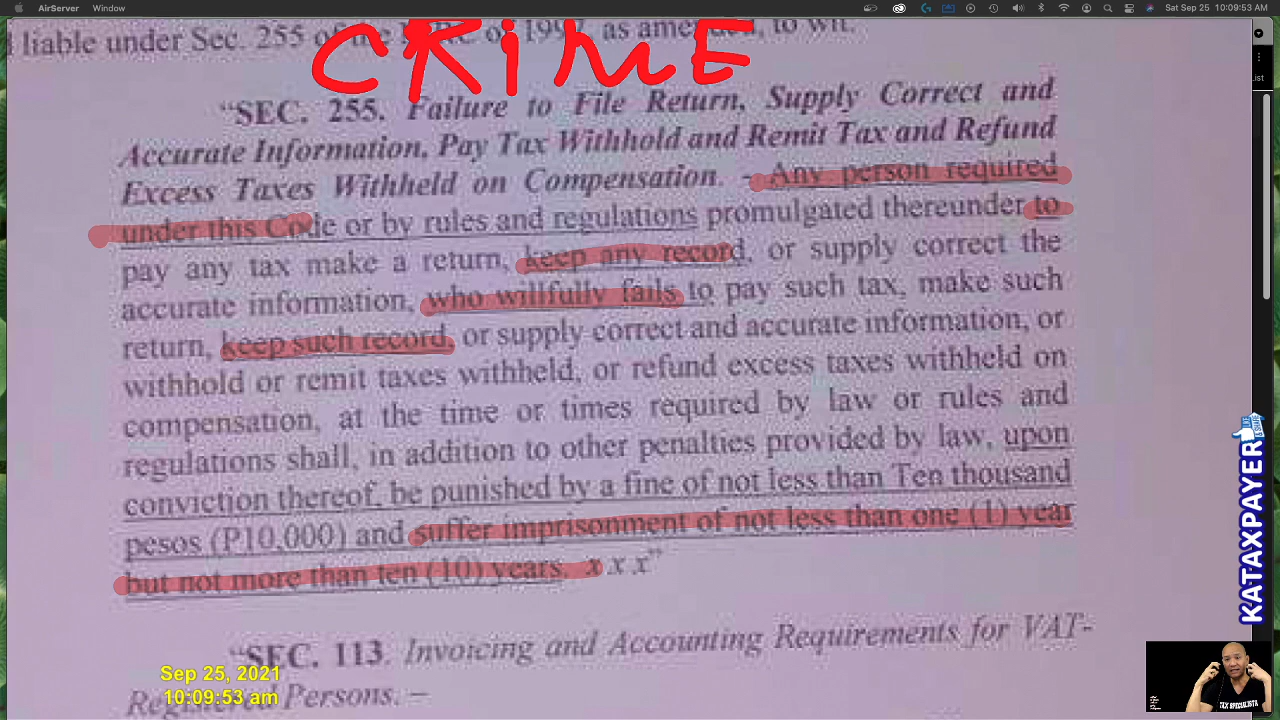 AirServer Window
Sat Sep 25 10:09:53 AM
liable under Sec. 255 of the of 1997, as amended, to wit:
CRIME
"SEC. 255. Failure to File Return, Supply Correct and
Accurate Information, Pay Tax Withhold and Remit Tax and Refund
Excess Taxes Withheld on Compensation. - Any person required
under this Code or by rules and regulations promulgated thereunder to
pay any tax make a return, keep any record, or supply correct the
accurate information, who willfully fails to pay such tax, make such
return, keep such record, or supply correct and accurate information, or
withhold or remit taxes withheld, or refund excess taxes withheld on
compensation, at the time or times required by law or rules and
regulations shall, in addition to other penalties provided by law, upon
conviction thereof, be punished by a fine of not less than Ten thousand
pesos (P10,000) and suffer imprisonment of not less than one (1) year
but not more than ten (10) years. x x x"
"SEC. 113. Invoicing and Accounting Requirements for VAT-
Registered Persons. –
Sep 25, 2021
10:09:53 am
KATAXPAYER
LIKE
& SHARE
TAX SPECIALISTA